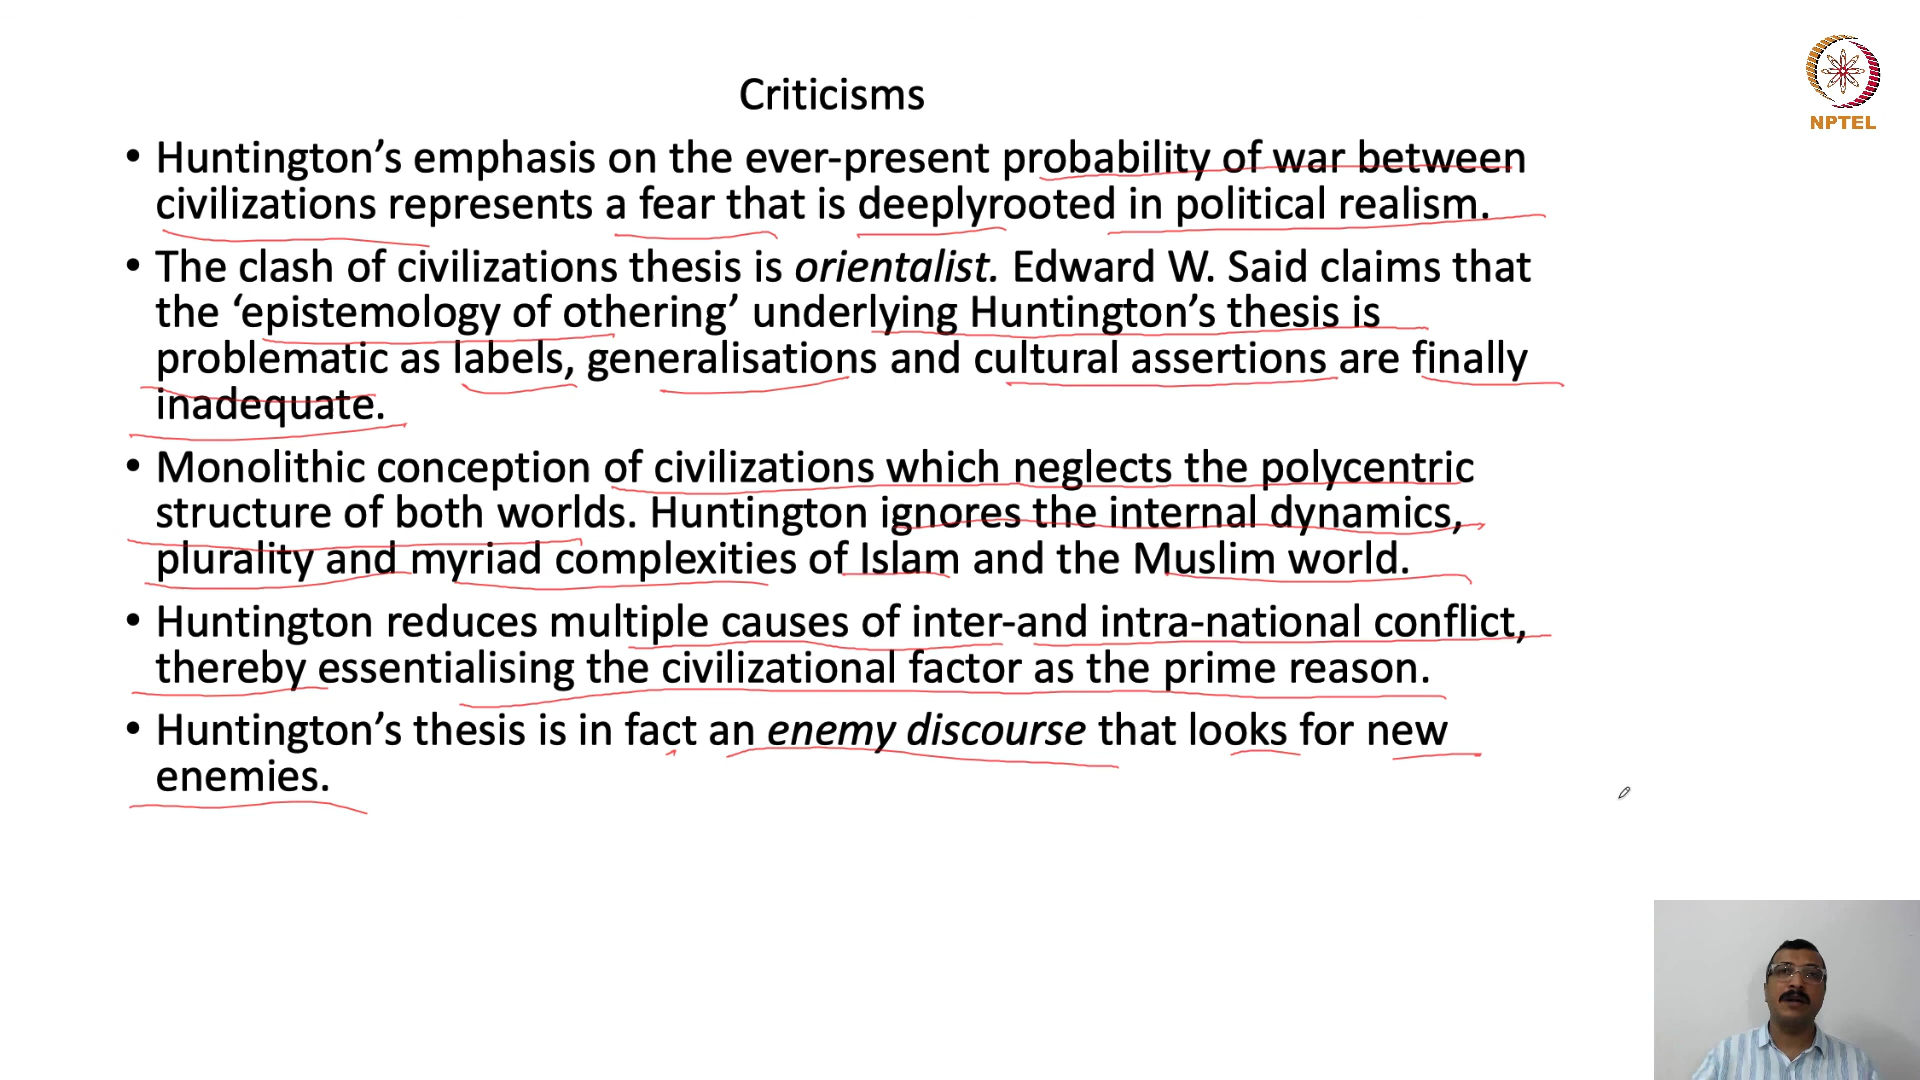 Criticisms
NPTEL
• Huntington’s emphasis on the ever-present probability of war between
civilizations represents a fear that is deeplyrooted in political realism.
• The clash of civilizations thesis is orientalist. Edward W. Said claims that
the ‘epistemology of othering’ underlying Huntington’s thesis is
problematic as labels, generalisations and cultural assertions are finally
inadequate.
• Monolithic conception of civilizations which neglects the polycentric
structure of both worlds. Huntington ignores the internal dynamics,
plurality and myriad complexities of Islam and the Muslim world.
• Huntington reduces multiple causes of inter-and intra-national conflict,
thereby essentialising the civilizational factor as the prime reason.
• Huntington’s thesis is in fact an enemy discourse that looks for new
enemies.